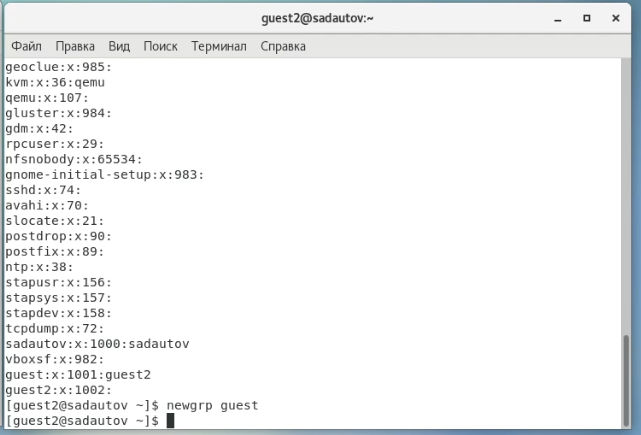 guest2@sadautov:~
Файл Правка Вид Поиск Терминал Справка
geoclue:x:985:
kvm:x:36:qemu
qemu:x:107:
gluster:x:984:
gdm:x:42:
rpcuser:x:29:
nfsnobody:x:65534:
gnome-initial-setup:x:983:
sshd:x:74:
avahi:x:70:
slocate:x:21:
postdrop:x:90:
postfix:x:89:
ntp:x:38:
stapusr:x:156:
stapsys:x:157:
stapdev:x:158:
tcpdump:x:72:
sadautov:x:1000:sadautov
vboxsf:x:982:
guest:x:1001:guest2
guest2:x:1002:
[guest2@sadautov ~]$ newgrp guest
[guest2@sadautov ~]$